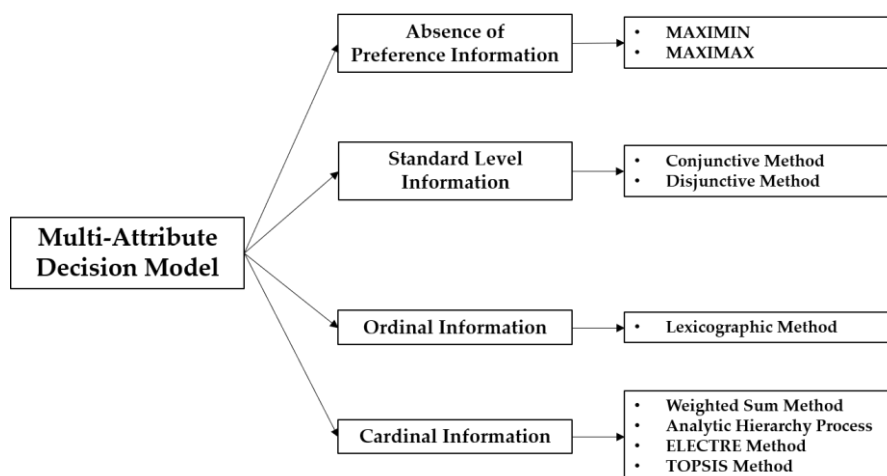 Absence of
Preference Information
• MAXIMIN
• MAXIMAX
Standard Level
Information
• Conjunctive Method
• Disjunctive Method
Multi-Attribute
Decision Model
Ordinal Information
• Lexicographic Method
Cardinal Information
• Weighted Sum Method
• Analytic Hierarchy Process
• ELECTRE Method
• TOPSIS Method